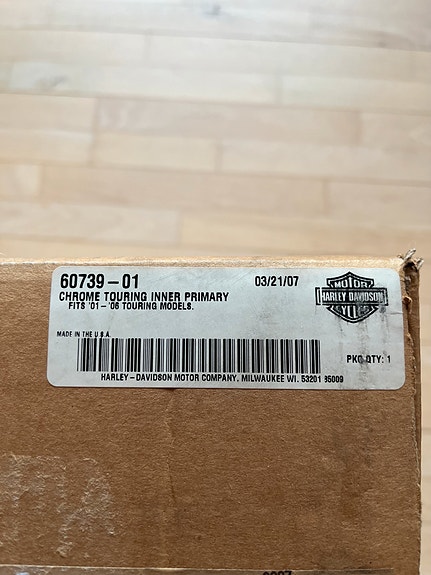 60739-01 03/21/07
CHROME TOURING INNER PRIMARY
FITS '01-'06 TOURING MODELS.
MOTOR
HARLEY-DAVIDSON
CYCLES
MADE IN THE U.S.A.
PKG QTY: 1
HARLEY-DAVIDSON MOTOR COMPANY, MILWAUKEE WI. 53201